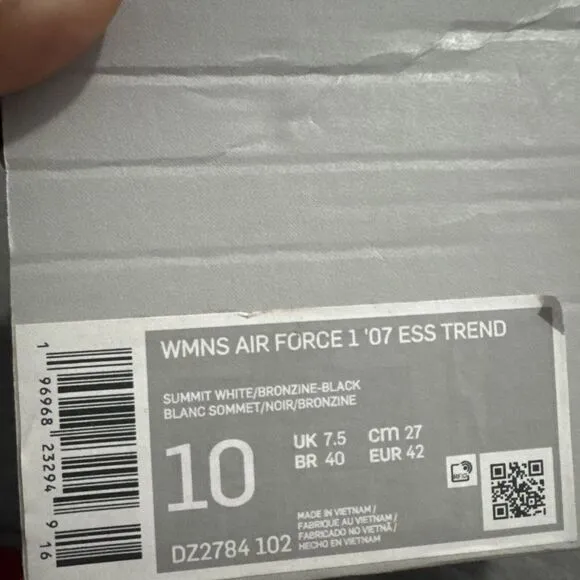 WMNS AIR FORCE 1 '07 ESS TREND
SUMMIT WHITE/BRONZINE-BLACK
BLANC SOMMET/NOIR/BRONZINE
10
UK 7.5 cm 27
BR 40 EUR 42
RFID
DZ2784 102
MADE IN VIETNAM/
FABRIQUE AU VIETNAM/
FABRICADO NO VIETNÃ/
HECHO EN VIETNAM
1 96968 23294 9 16